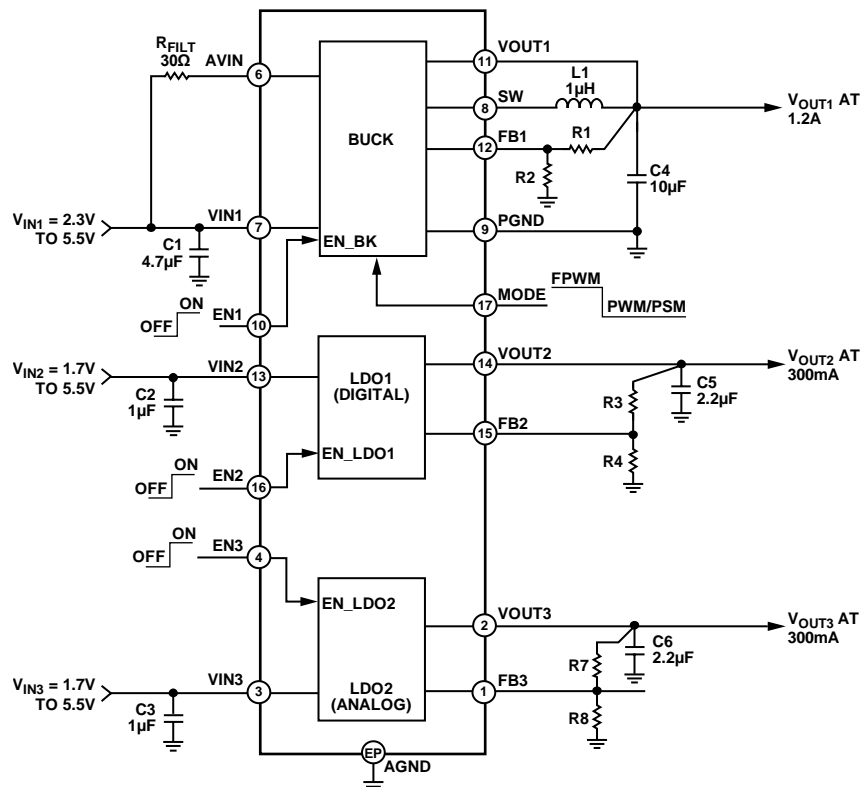 RFILT
30Ω
AVIN
6
VOUT1
11
L1
1µH
SW
8
VOUT1 AT
1.2A
BUCK
FB1
12
R1
R2
C4
10µF
VIN1 = 2.3V
TO 5.5V
VIN1
7
PGND
9
C1
4.7µF
EN_BK
OFF
ON
EN1
10
MODE
17
FPWM
PWM/PSM
VIN2 = 1.7V
TO 5.5V
VIN2
13
C2
1µF
LDO1
(DIGITAL)
VOUT2
14
VOUT2 AT
300mA
C5
2.2µF
R3
FB2
15
R4
EN_LDO1
OFF
ON
EN2
16
OFF
ON
EN3
4
EN_LDO2
VOUT3
2
VOUT3 AT
300mA
C6
2.2µF
R7
VIN3 = 1.7V
TO 5.5V
VIN3
3
LDO2
(ANALOG)
FB3
1
C3
1µF
R8
EP
AGND